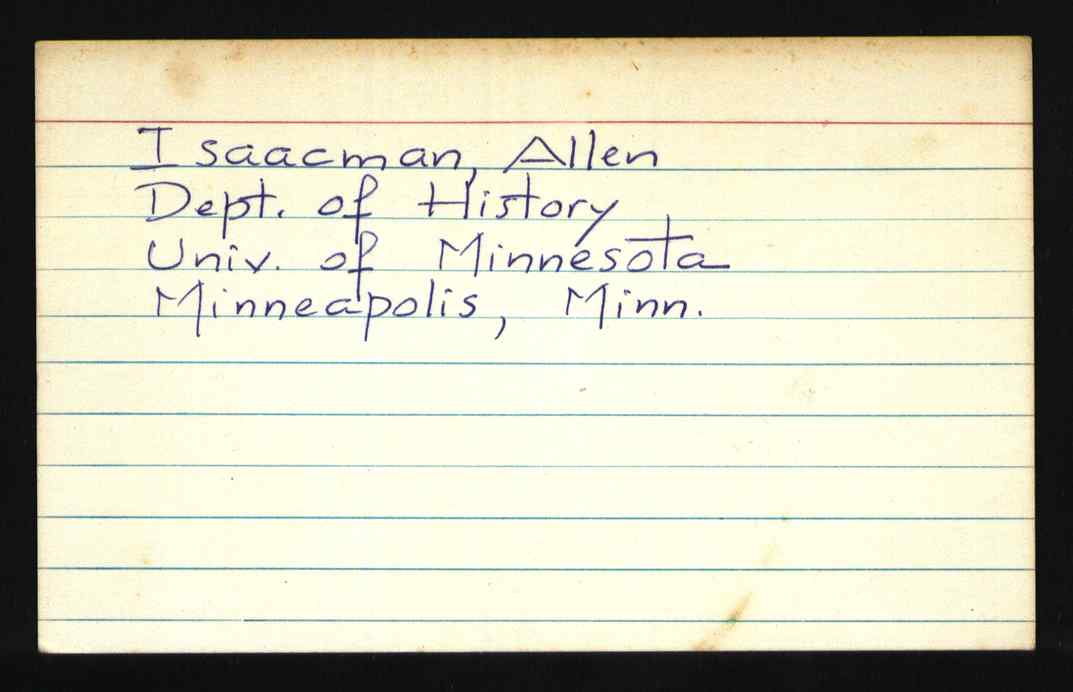 Isaacman, Allen
Dept. of History
Univ. of Minnesota
Minneapolis, Minn.